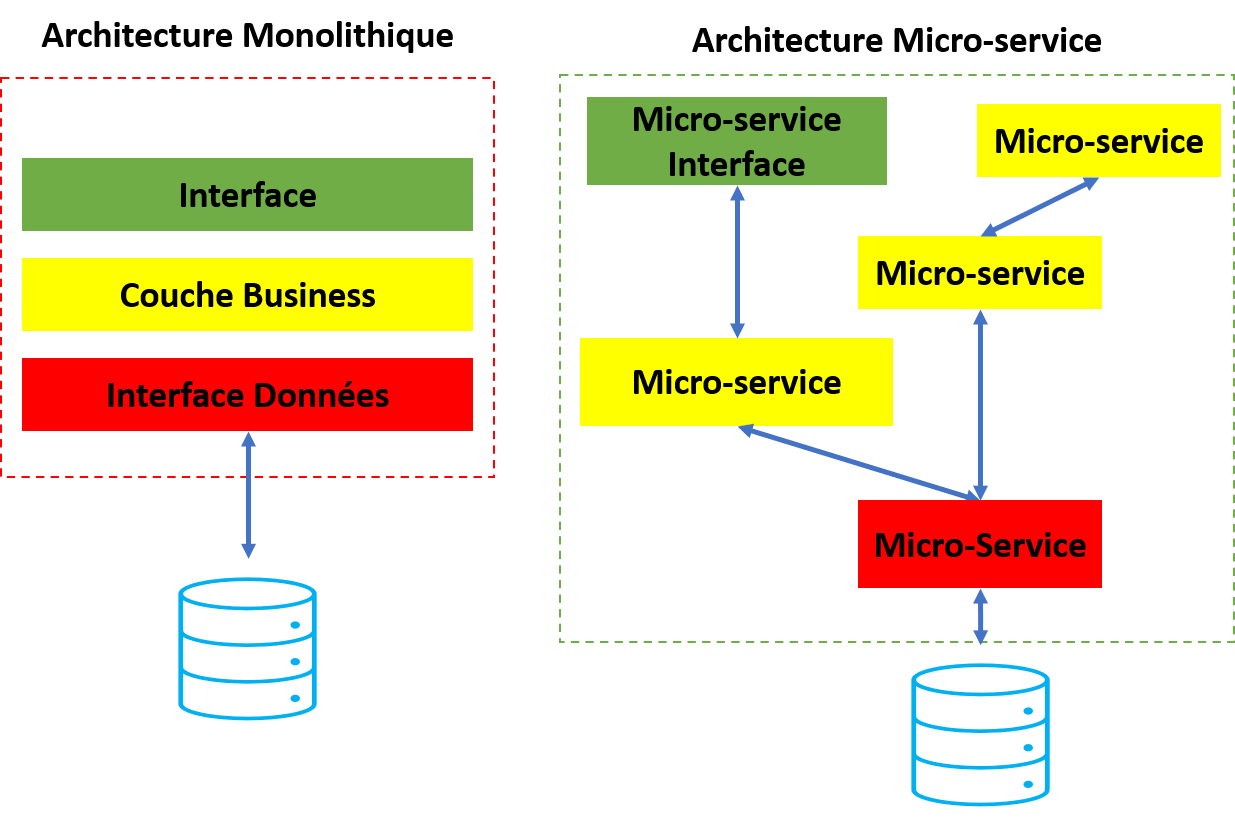 Architecture Monolithique
Interface
Couche Business
Interface Données
Architecture Micro-service
Micro-service
Interface
Micro-service
Micro-service
Micro-service
Micro-Service